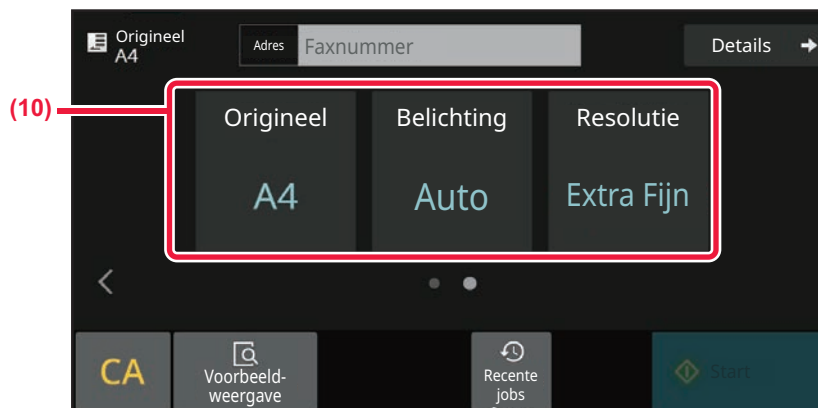 Origineel
A4
Adres
Faxnummer
Details
(10)
Origineel
Belichting
Resolutie
A4
Auto
Extra Fijn
CA
Voorbeeld-
weergave
Recente
jobs
Start